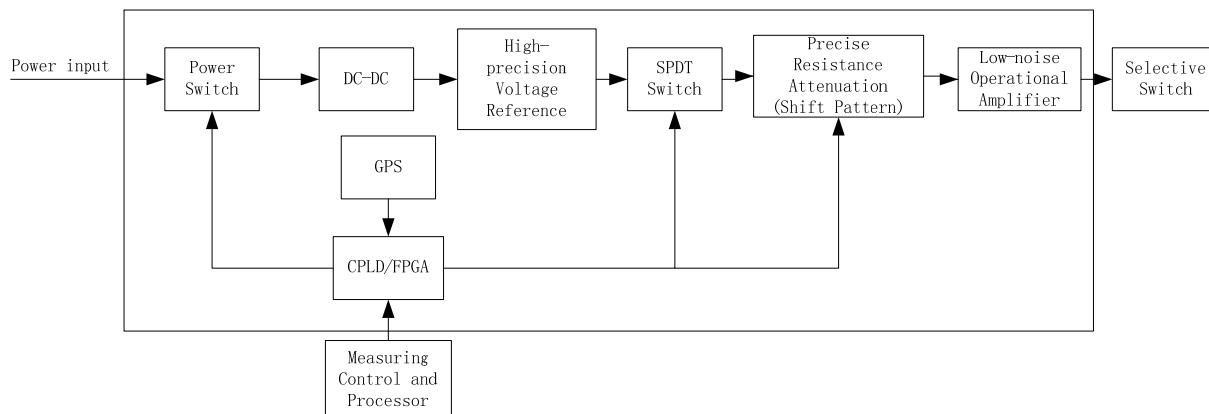 Power input
Power
Switch
DC-DC
High-
precision
Voltage
Reference
SPDT
Switch
Precise
Resistance
Attenuation
(Shift Pattern)
Low-noise
Operational
Amplifier
Selective
Switch
GPS
CPLD/FPGA
Measuring
Control and
Processor